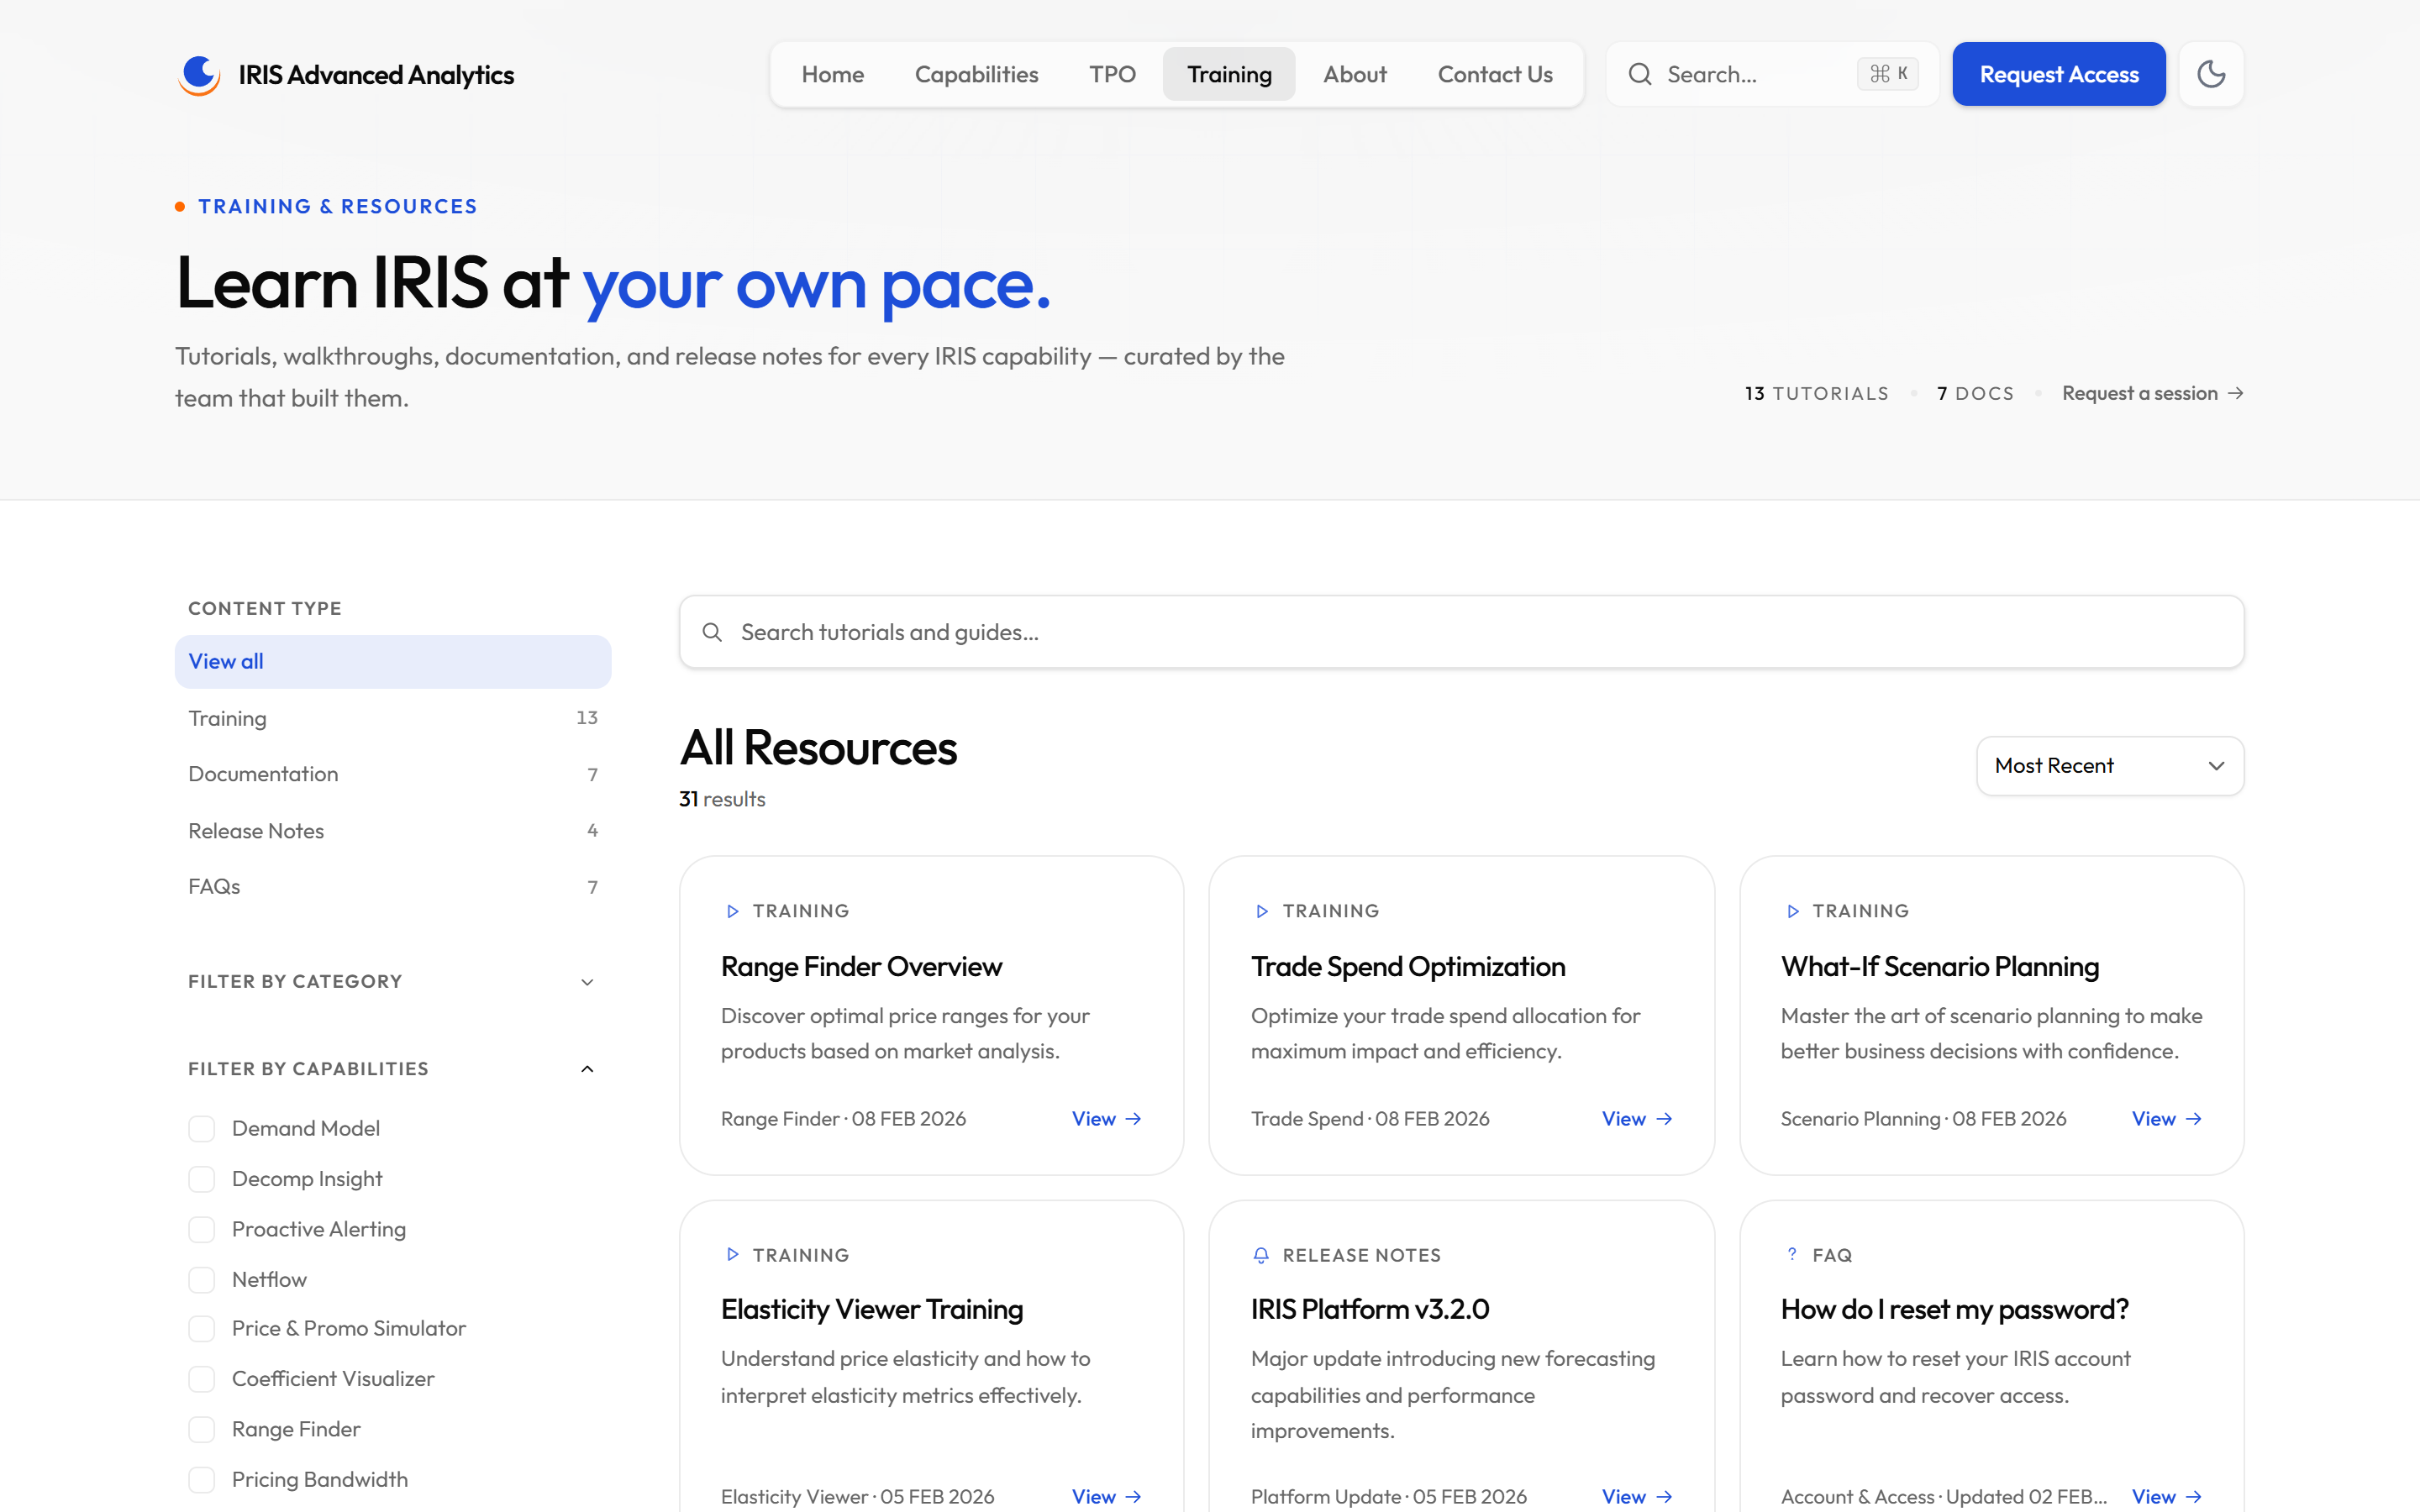 IRIS Advanced Analytics
Home
Capabilities
TPO
Training
About
Contact Us
Search...
⌘ K
Request Access
TRAINING & RESOURCES
Learn IRIS at your own pace.
Tutorials, walkthroughs, documentation, and release notes for every IRIS capability — curated by the
team that built them.
13 TUTORIALS
7 DOCS
Request a session →
CONTENT TYPE
View all
Training 13
Documentation 7
Release Notes 4
FAQs 7
FILTER BY CATEGORY
FILTER BY CAPABILITIES
Demand Model
Decomp Insight
Proactive Alerting
Netflow
Price & Promo Simulator
Coefficient Visualizer
Range Finder
Pricing Bandwidth
Search tutorials and guides...
All Resources
31 results
Most Recent
TRAINING
Range Finder Overview
Discover optimal price ranges for your
products based on market analysis.
Range Finder · 08 FEB 2026
View →
TRAINING
Trade Spend Optimization
Optimize your trade spend allocation for
maximum impact and efficiency.
Trade Spend · 08 FEB 2026
View →
TRAINING
What-If Scenario Planning
Master the art of scenario planning to make
better business decisions with confidence.
Scenario Planning · 08 FEB 2026
View →
TRAINING
Elasticity Viewer Training
Understand price elasticity and how to
interpret elasticity metrics effectively.
Elasticity Viewer · 05 FEB 2026
View →
RELEASE NOTES
IRIS Platform v3.2.0
Major update introducing new forecasting
capabilities and performance
improvements.
Platform Update · 05 FEB 2026
View →
? FAQ
How do I reset my password?
Learn how to reset your IRIS account
password and recover access.
Account & Access · Updated 02 FEB...
View →